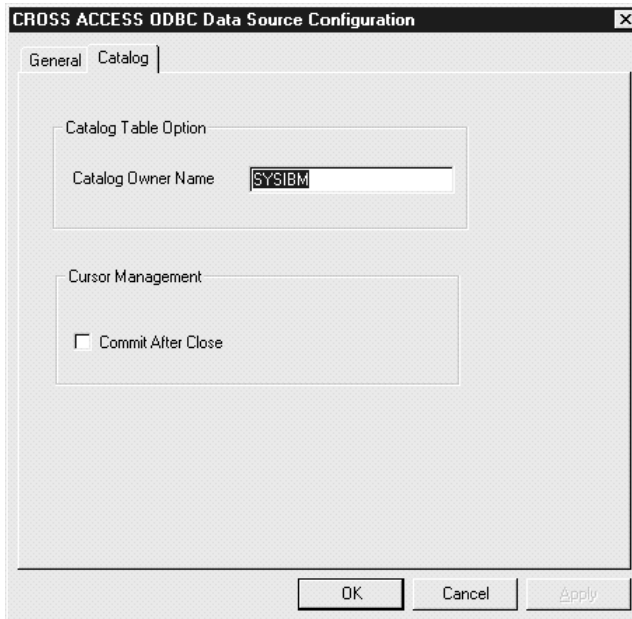 CROSS ACCESS ODBC Data Source Configuration
General Catalog
Catalog Table Option
Catalog Owner Name SYSIBM
Cursor Management
Commit After Close
OK Cancel Apply